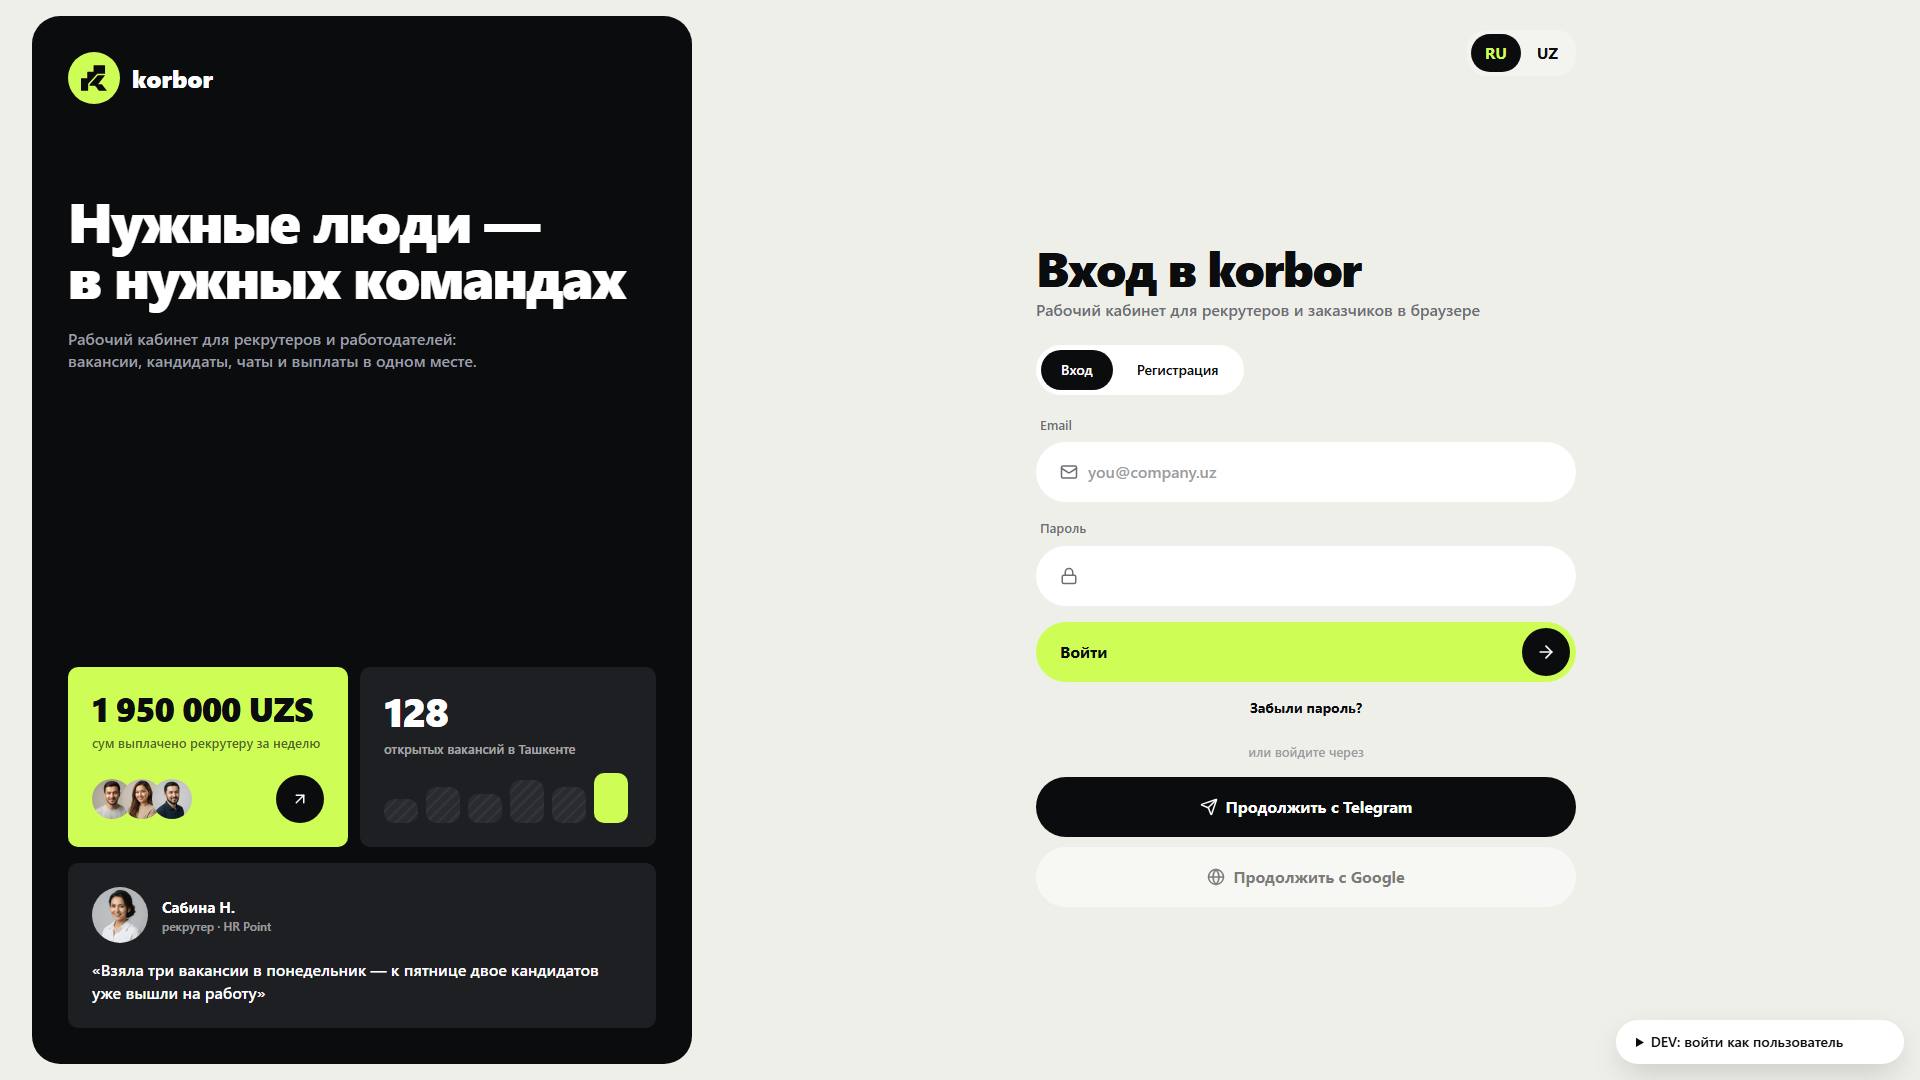 korbor
Нужные люди —
в нужных командах
Рабочий кабинет для рекрутеров и работодателей:
вакансии, кандидаты, чаты и выплаты в одном месте.
1 950 000 UZS
сум выплачено рекрутеру за неделю
128
открытых вакансий в Ташкенте
Сабина Н.
рекрутер · HR Point
«Взяла три вакансии в понедельник — к пятнице двое кандидатов
уже вышли на работу»
RU UZ
Вход в korbor
Рабочий кабинет для рекрутеров и заказчиков в браузере
Вход Регистрация
Email
you@company.uz
Пароль
Войти
Забыли пароль?
или войдите через
Продолжить с Telegram
Продолжить с Google
DEV: войти как пользователь